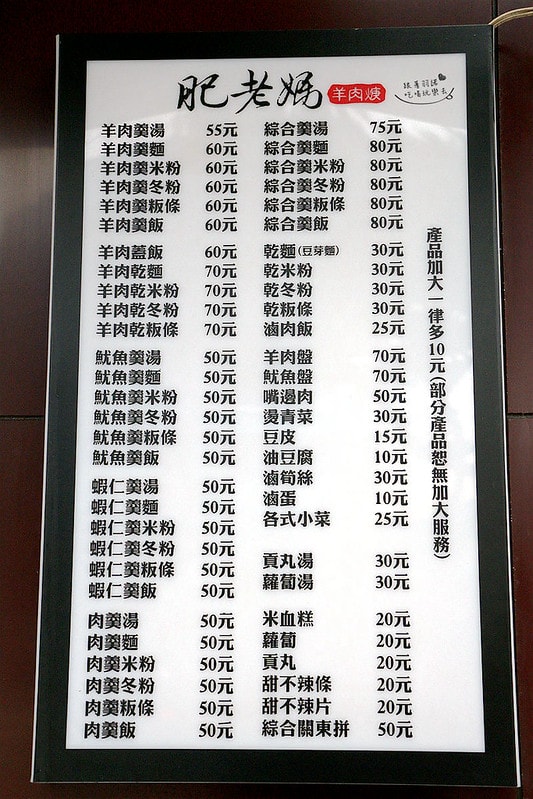 肥老媽 羊肉焿
跟著羽諾
吃喝玩樂去
羊肉羹湯 55元
羊肉羹麵 60元
羊肉羹米粉 60元
羊肉羹冬粉 60元
羊肉羹粄條 60元
羊肉羹飯 60元
羊肉蓋飯 60元
羊肉乾麵 70元
羊肉乾米粉 70元
羊肉乾冬粉 70元
羊肉乾粄條 70元
魷魚羹湯 50元
魷魚羹麵 50元
魷魚羹米粉 50元
魷魚羹冬粉 50元
魷魚羹粄條 50元
魷魚羹飯 50元
蝦仁羹湯 50元
蝦仁羹麵 50元
蝦仁羹米粉 50元
蝦仁羹冬粉 50元
蝦仁羹粄條 50元
蝦仁羹飯 50元
肉羹湯 50元
肉羹麵 50元
肉羹米粉 50元
肉羹冬粉 50元
肉羹粄條 50元
肉羹飯 50元
綜合羹湯 75元
綜合羹麵 80元
綜合羹米粉 80元
綜合羹冬粉 80元
綜合羹粄條 80元
綜合羹飯 80元
乾麵(豆芽麵) 30元
乾米粉 30元
乾冬粉 30元
乾粄條 30元
滷肉飯 25元
羊肉盤 70元
魷魚盤 70元
嘴邊肉 50元
燙青菜 30元
豆皮 15元
油豆腐 10元
滷筍絲 30元
滷蛋 10元
各式小菜 25元
貢丸湯 30元
蘿蔔湯 30元
米血糕 20元
蘿蔔 20元
貢丸 20元
甜不辣條 20元
甜不辣片 20元
綜合關東拼 50元
產品加大一律多10元(部分產品恕無加大服務)